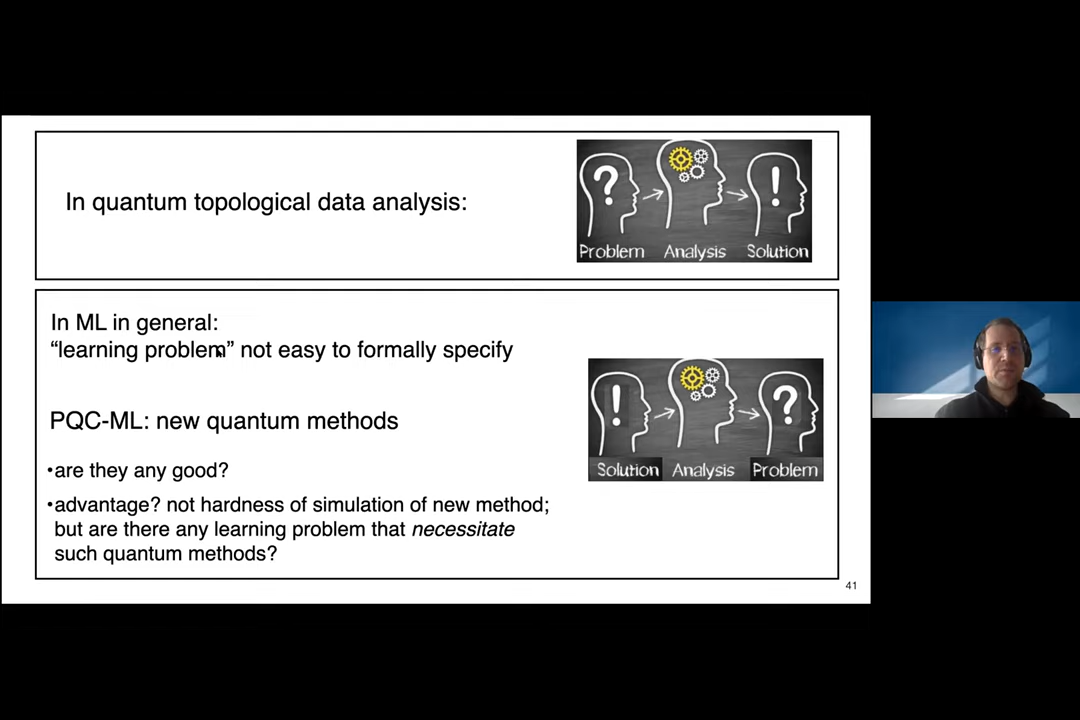 In quantum topological data analysis:
?
!
Problem Analysis Solution
In ML in general:
“learning problem” not easy to formally specify
PQC-ML: new quantum methods
!
?
Solution Analysis Problem
•are they any good?
•advantage? not hardness of simulation of new method;
but are there any learning problem that necessitate
such quantum methods?
41